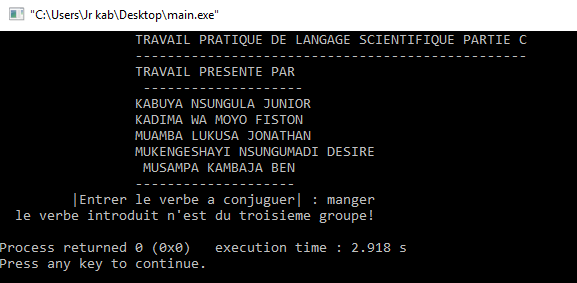 "C:\Users\Jr kab\Desktop\main.exe"
TRAVAIL PRATIQUE DE LANGAGE SCIENTIFIQUE PARTIE C
-------------------------------------------------
TRAVAIL PRESENTE PAR
--------------------
KABUYA NSUNGULA JUNIOR
KADIMA WA MOYO FISTON
MUAMBA LUKUSA JONATHAN
MUKENGESHAYI NSUNGUMADI DESIRE
MUSAMPA KAMBAJA BEN
--------------------
|Entrer le verbe a conjuguer| : manger
le verbe introduit n'est du troisieme groupe!
Process returned 0 (0x0)   execution time : 2.918 s
Press any key to continue.